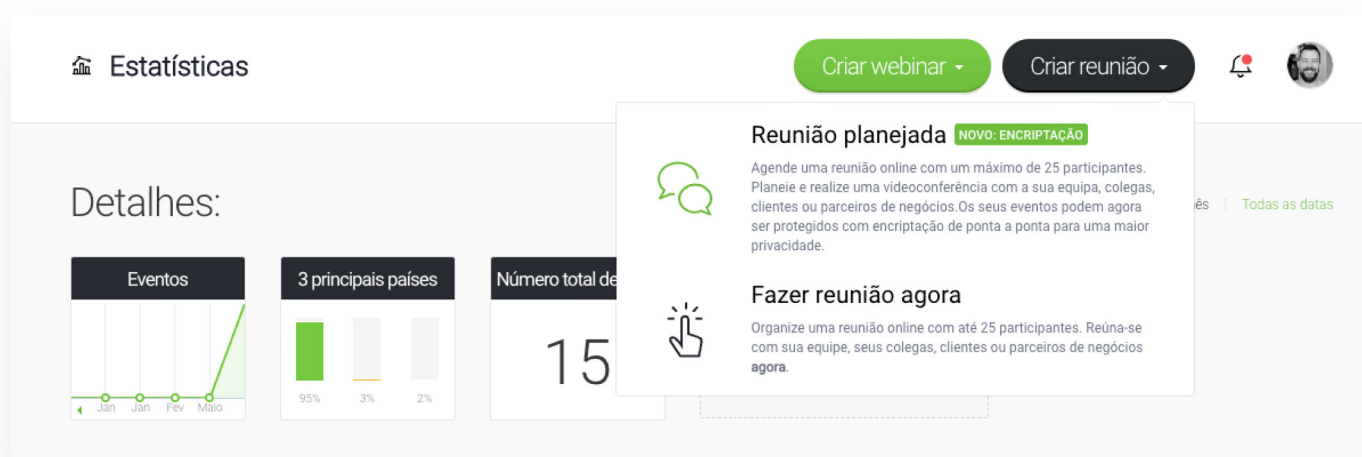 Estatísticas
Criar webinar
Criar reunião
Reunião planejada NOVO: ENCRIPTAÇÃO
Agende uma reunião online com um máximo de 25 participantes.
Planeie e realize uma videoconferência com a sua equipa, colegas,
clientes ou parceiros de negócios.Os seus eventos podem agora
ser protegidos com encriptação de ponta a ponta para uma maior
privacidade.
Fazer reunião agora
Organize uma reunião online com até 25 participantes. Reúna-se
com sua equipe, seus colegas, clientes ou parceiros de negócios
agora.
Detalhes:
ês Todas as datas
Eventos
Jan Jan Fev Maio
3 principais países
95% 3% 2%
Número total de
15